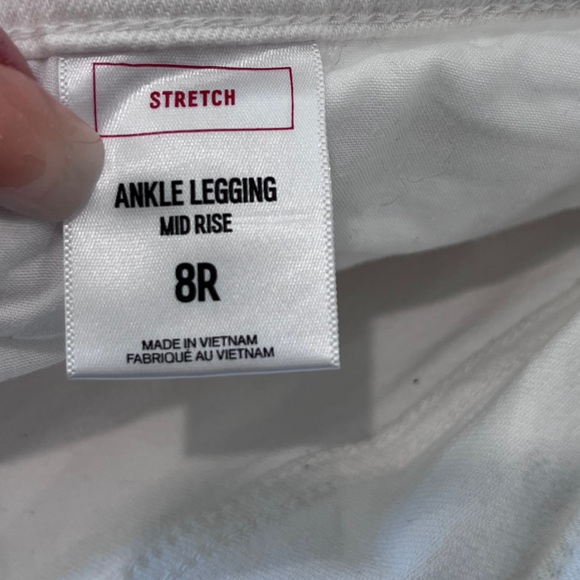 STRETCH
ANKLE LEGGING
MID RISE
8R
MADE IN VIETNAM
FABRIQUÉ AU VIETNAM